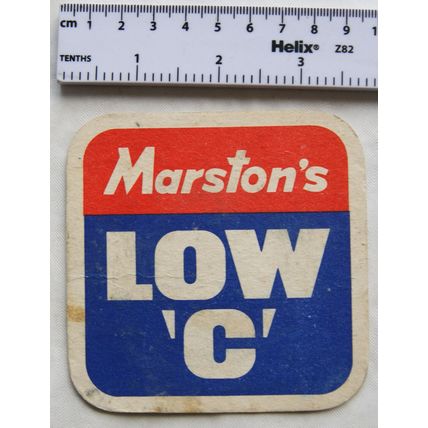 cm 1 2 3 4 5 6 7 8 9 1
Helix® Z82
TENTHS 1 2 3
Marston's
LOW
'C'